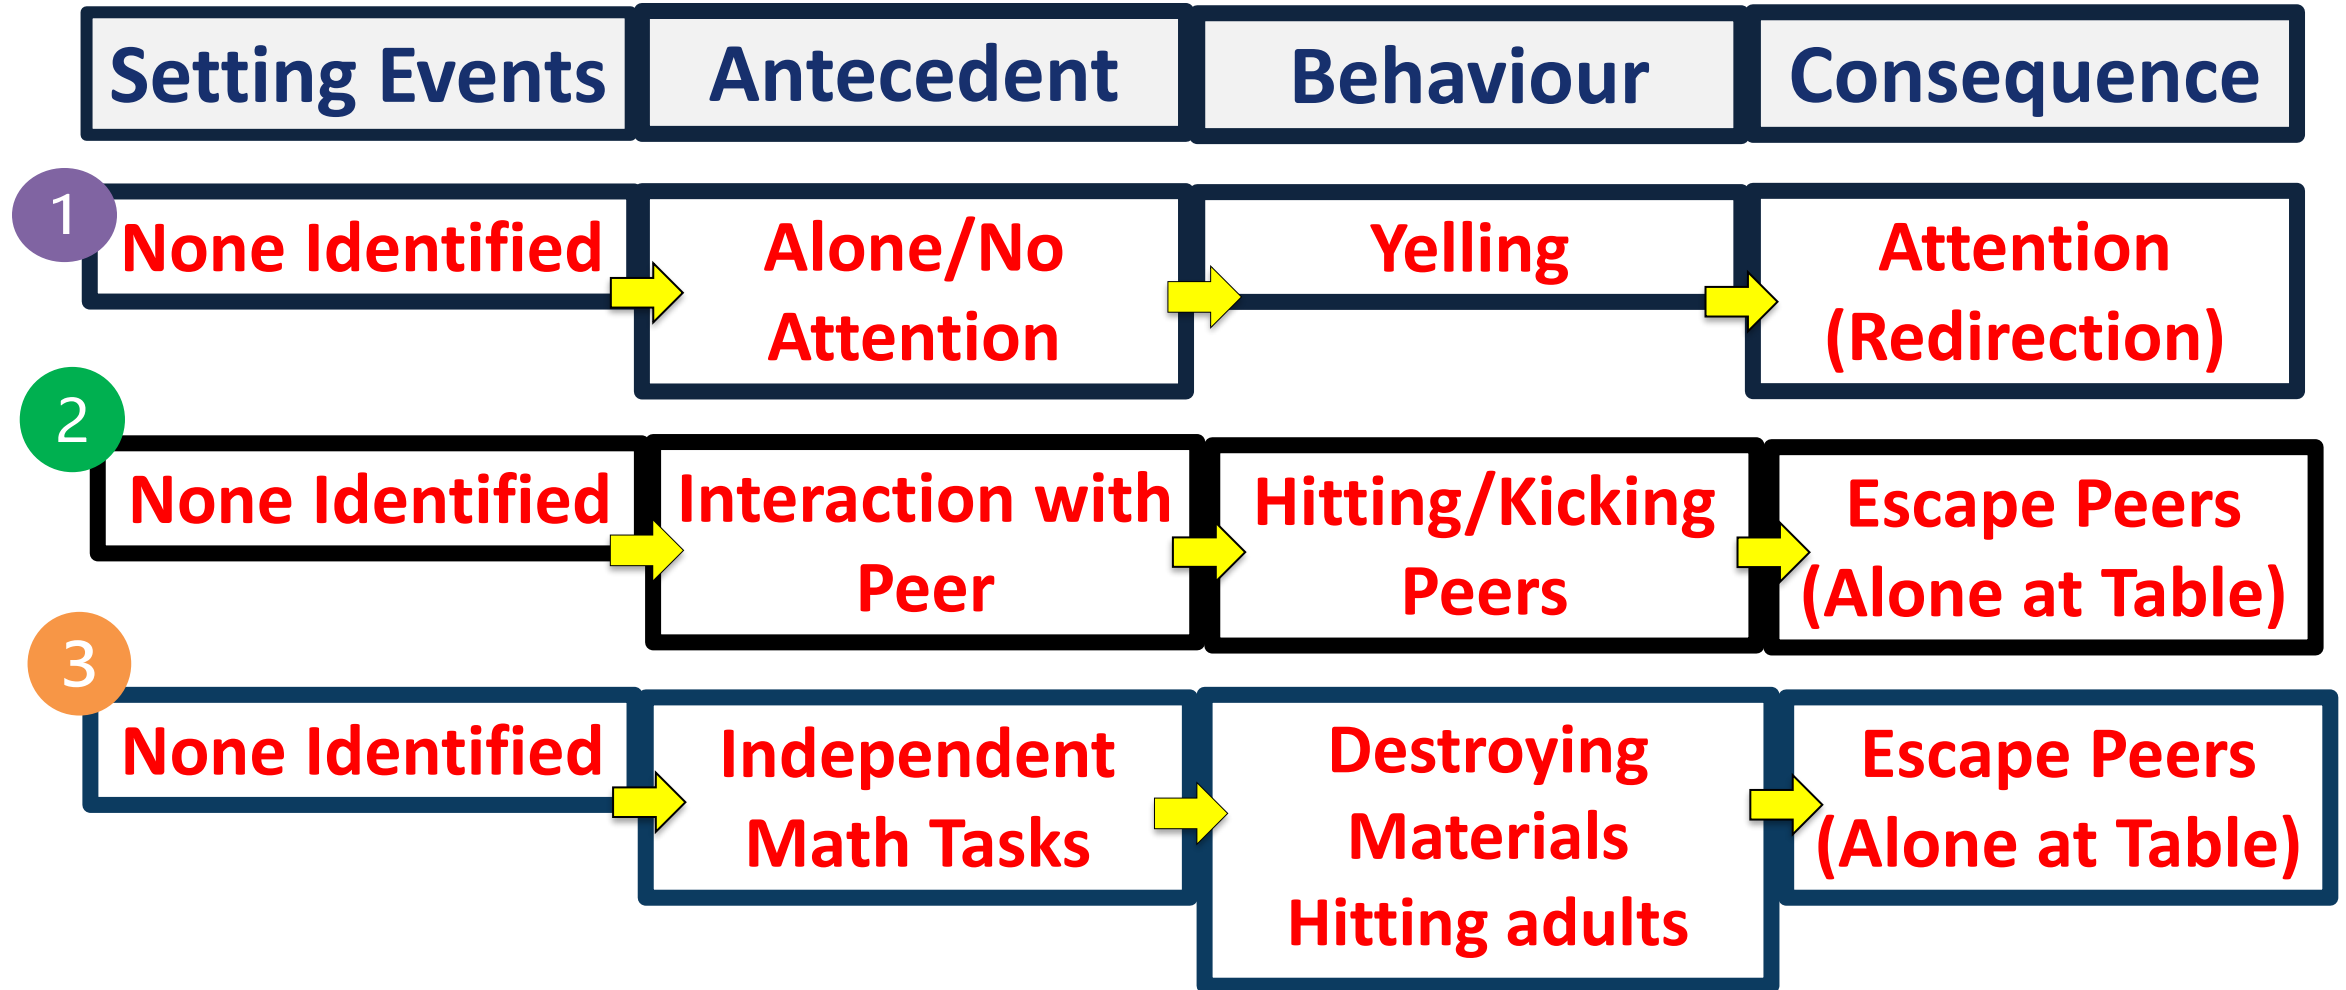 Setting Events
Antecedent
Behaviour
Consequence
1
None Identified
Alone/No
Attention
Yelling
Attention
(Redirection)
2
None Identified
Interaction with
Peer
Hitting/Kicking
Peers
Escape Peers
(Alone at Table)
3
None Identified
Independent
Math Tasks
Destroying
Materials
Hitting adults
Escape Peers
(Alone at Table)